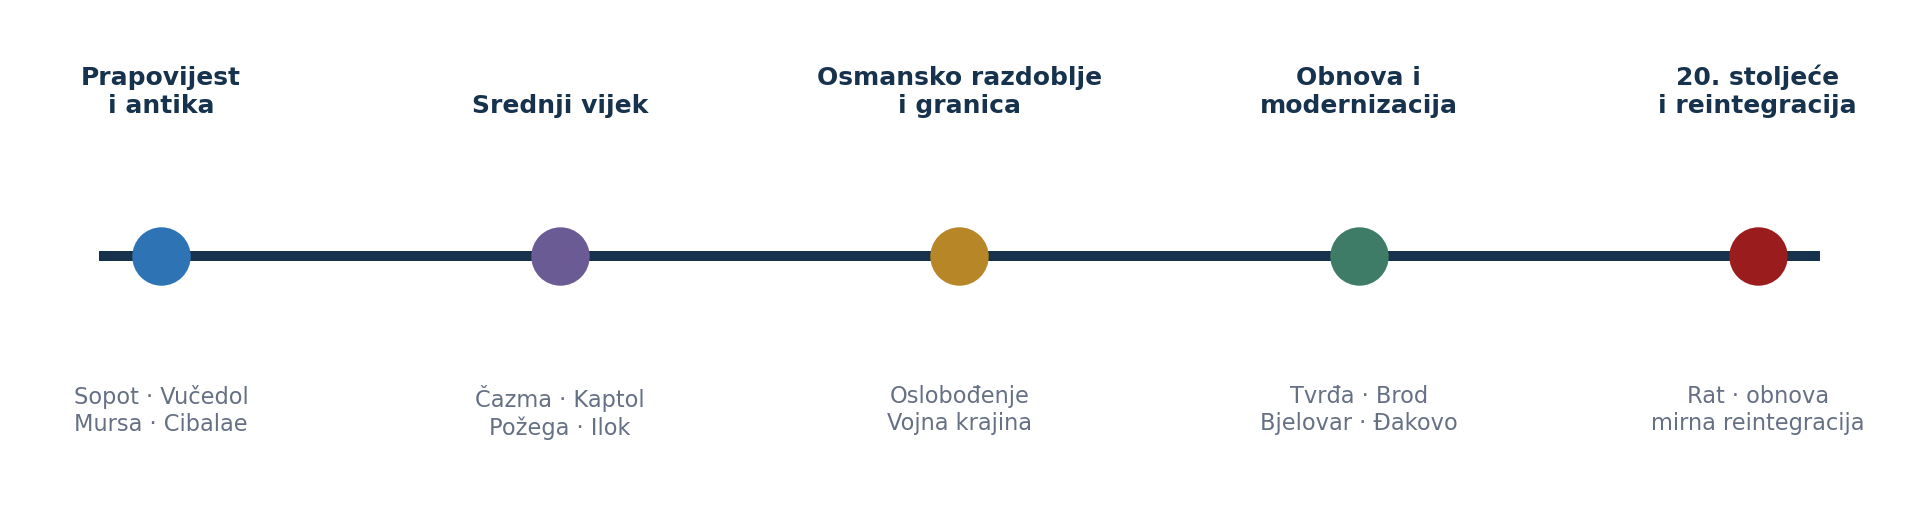 Prapovijest
i antika
Srednji vijek
Osmansko razdoblje
i granica
Obnova i
modernizacija
20. stoljeće
i reintegracija
Sopot · Vučedol
Mursa · Cibalae
Čazma · Kaptol
Požega · Ilok
Oslobođenje
Vojna krajina
Tvrđa · Brod
Bjelovar · Đakovo
Rat · obnova
mirna reintegracija